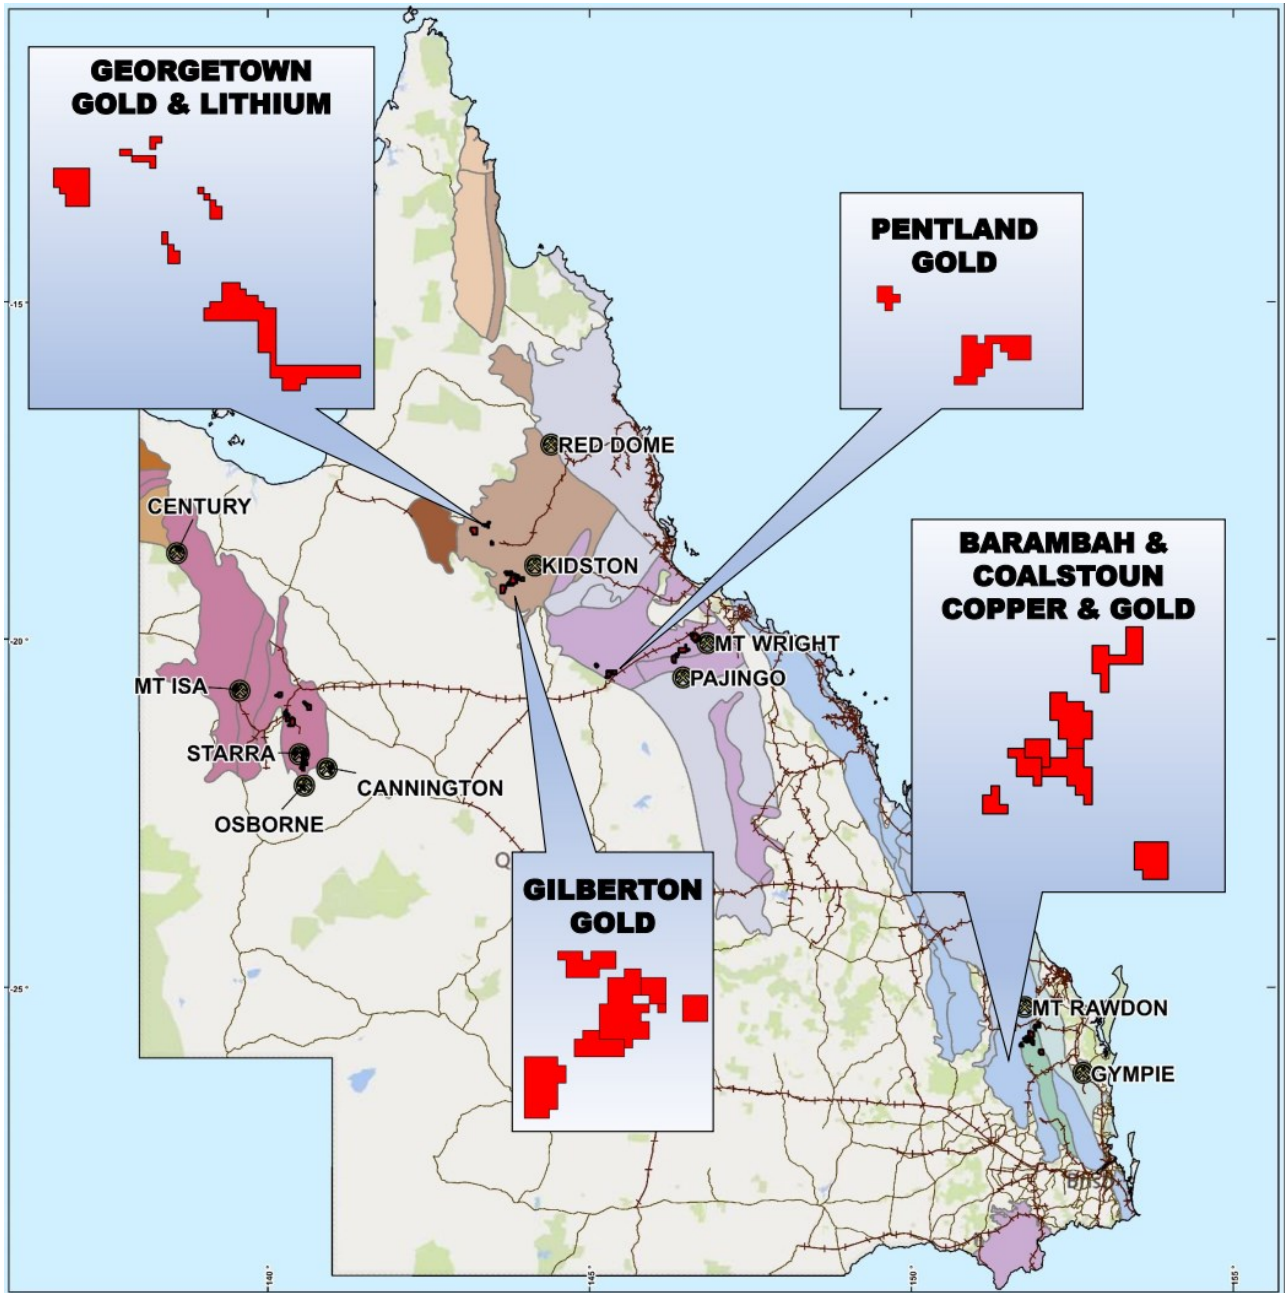 GEORGETOWN
GOLD & LITHIUM
PENTLAND
GOLD
-15°
RED DOME
CENTURY
BARAMBAH &
COALSTOUN
COPPER & GOLD
KIDSTON
-20°
MT WRIGHT
PAJINGO
MT ISA
STARRA
CANNINGTON
OSBORNE
GILBERTON
GOLD
-25°
MT RAWDON
GYMPIE
140°
145°
150°
155°